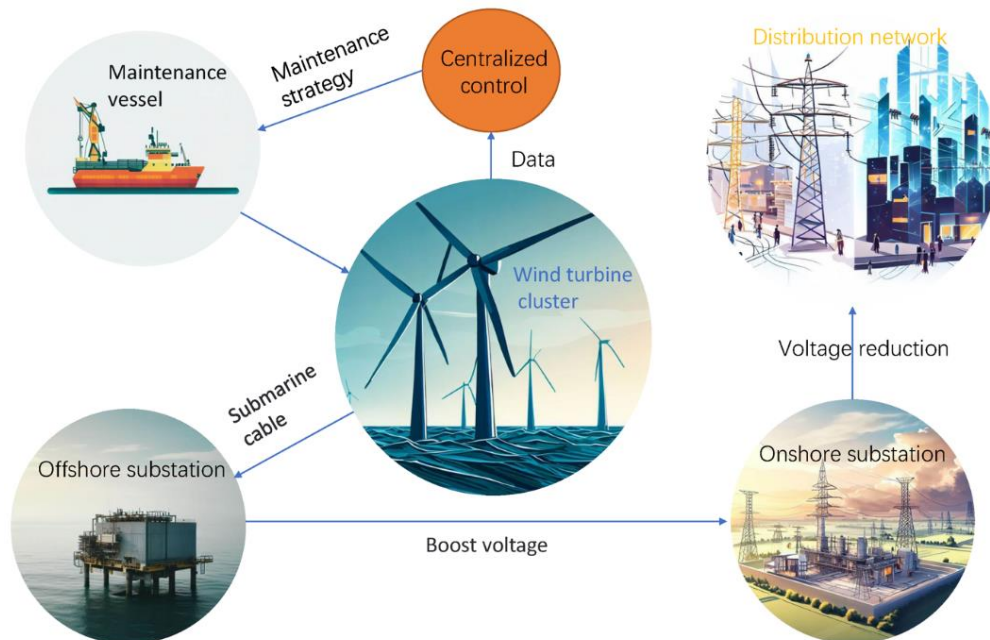 Maintenance
vessel
Maintenance
strategy
Centralized
control
Distribution network
Data
Wind turbine
cluster
Voltage reduction
Submarine
cable
Offshore substation
Onshore substation
Boost voltage